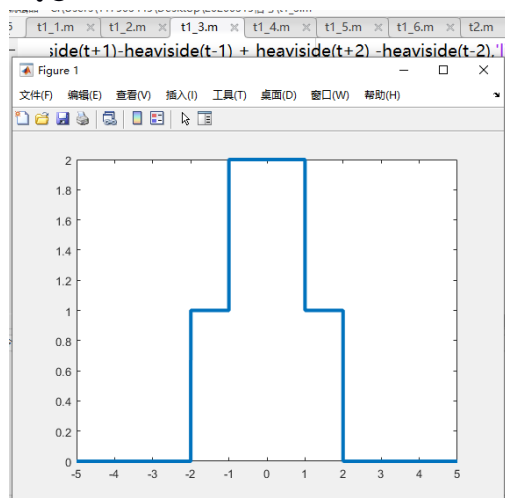 t1_1.m t1_2.m t1_3.m t1_4.m t1_5.m t1_6.m t2.m
side(t+1)-heaviside(t-1) + heaviside(t+2) -heaviside(t-2),'l
Figure 1
文件(F) 编辑(E) 查看(V) 插入(I) 工具(T) 桌面(D) 窗口(W) 帮助(H)
2
1.8
1.6
1.4
1.2
1
0.8
0.6
0.4
0.2
0
-5 -4 -3 -2 -1 0 1 2 3 4 5